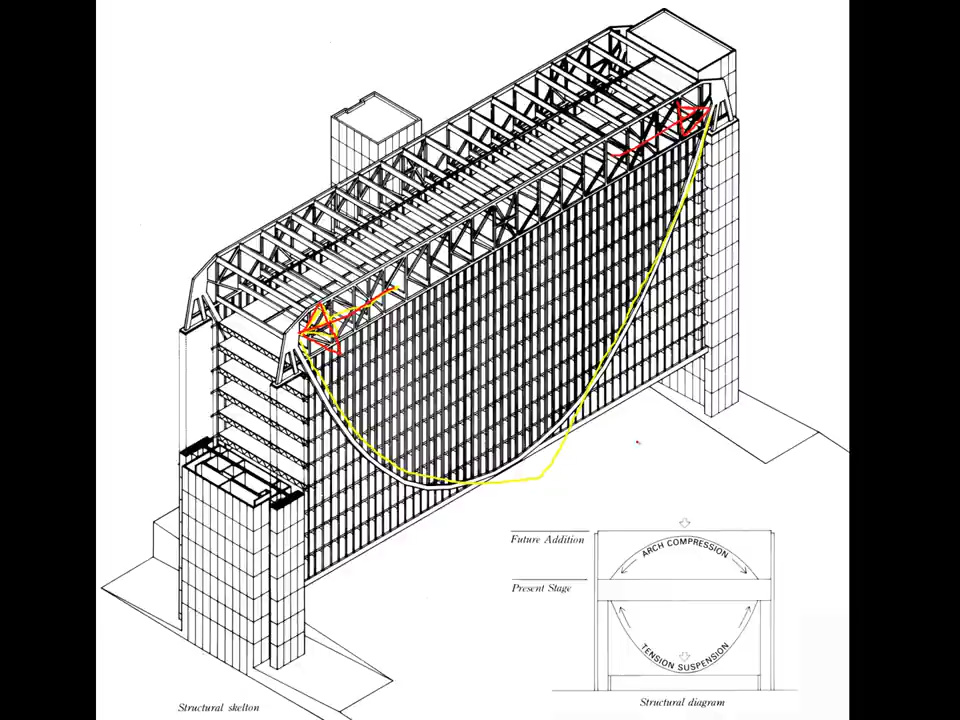 Future Addition
ARCH COMPRESSION
Present Stage
TENSION SUSPENSION
Structural skelton
Structural diagram